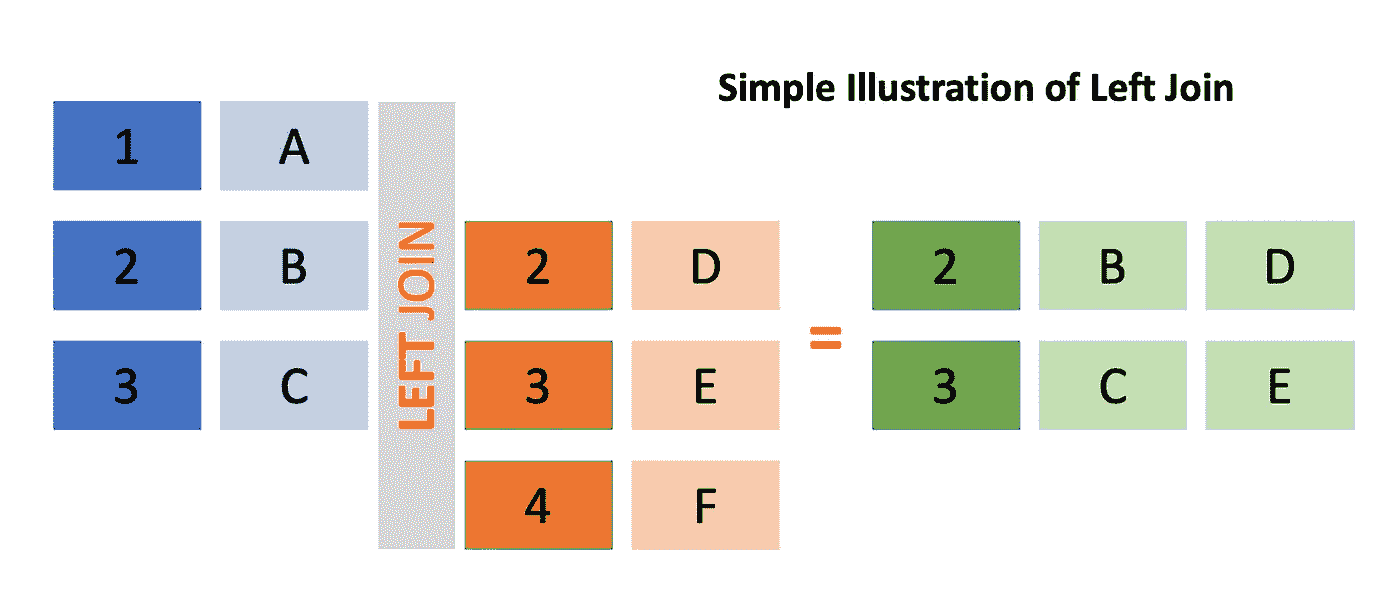 Simple Illustration of Left Join
1 A
2 B 2 D = 2 B D
3 C 3 E 3 C E
4 F
LEFT JOIN